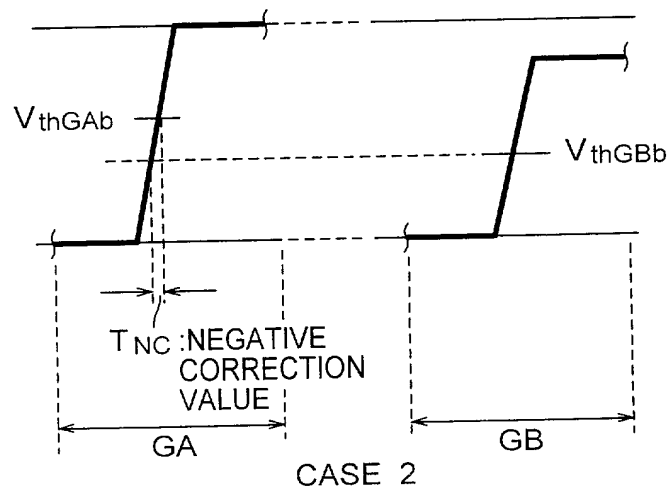 VthGAb
VthGBb
TNC :NEGATIVE
CORRECTION
VALUE
GA
GB
CASE 2